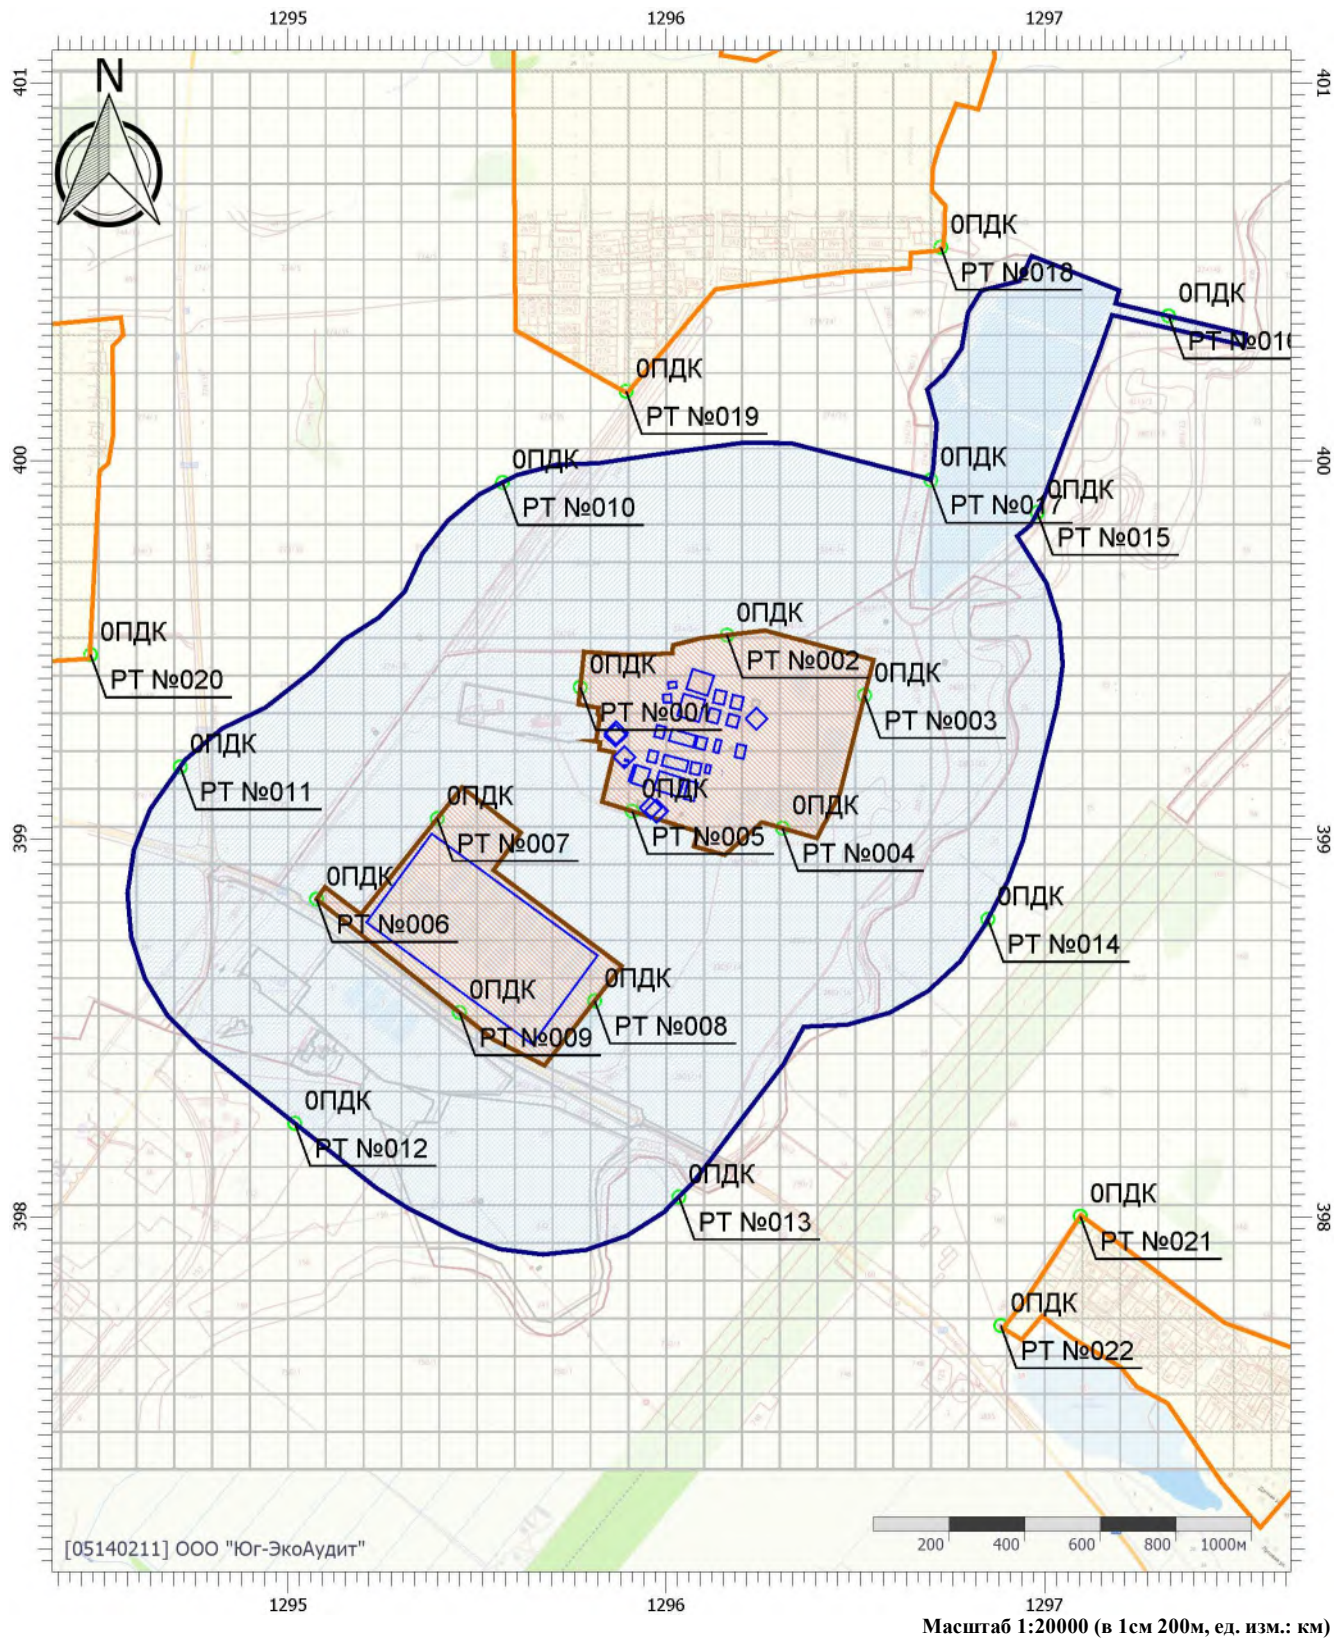 1295 1296 1297
401 401
N
0ПДК
РТ №018
0ПДК
РТ №016
0ПДК
РТ №019
400 400
0ПДК
РТ №010
0ПДК
РТ №017
0ПДК
РТ №015
0ПДК
РТ №020
0ПДК
РТ №002
0ПДК
РТ №001
0ПДК
РТ №003
0ПДК
РТ №011
0ПДК
РТ №007
0ПДК
РТ №005
0ПДК
РТ №004
399 399
0ПДК
РТ №006
0ПДК
РТ №014
0ПДК
РТ №009
0ПДК
РТ №008
0ПДК
РТ №012
0ПДК
РТ №013
398 398
0ПДК
РТ №021
0ПДК
РТ №022
[05140211] ООО "Юг-ЭкоАудит"
200 400 600 800 1000м
1295 1296 1297
Масштаб 1:20000 (в 1см 200м, ед. изм.: км)